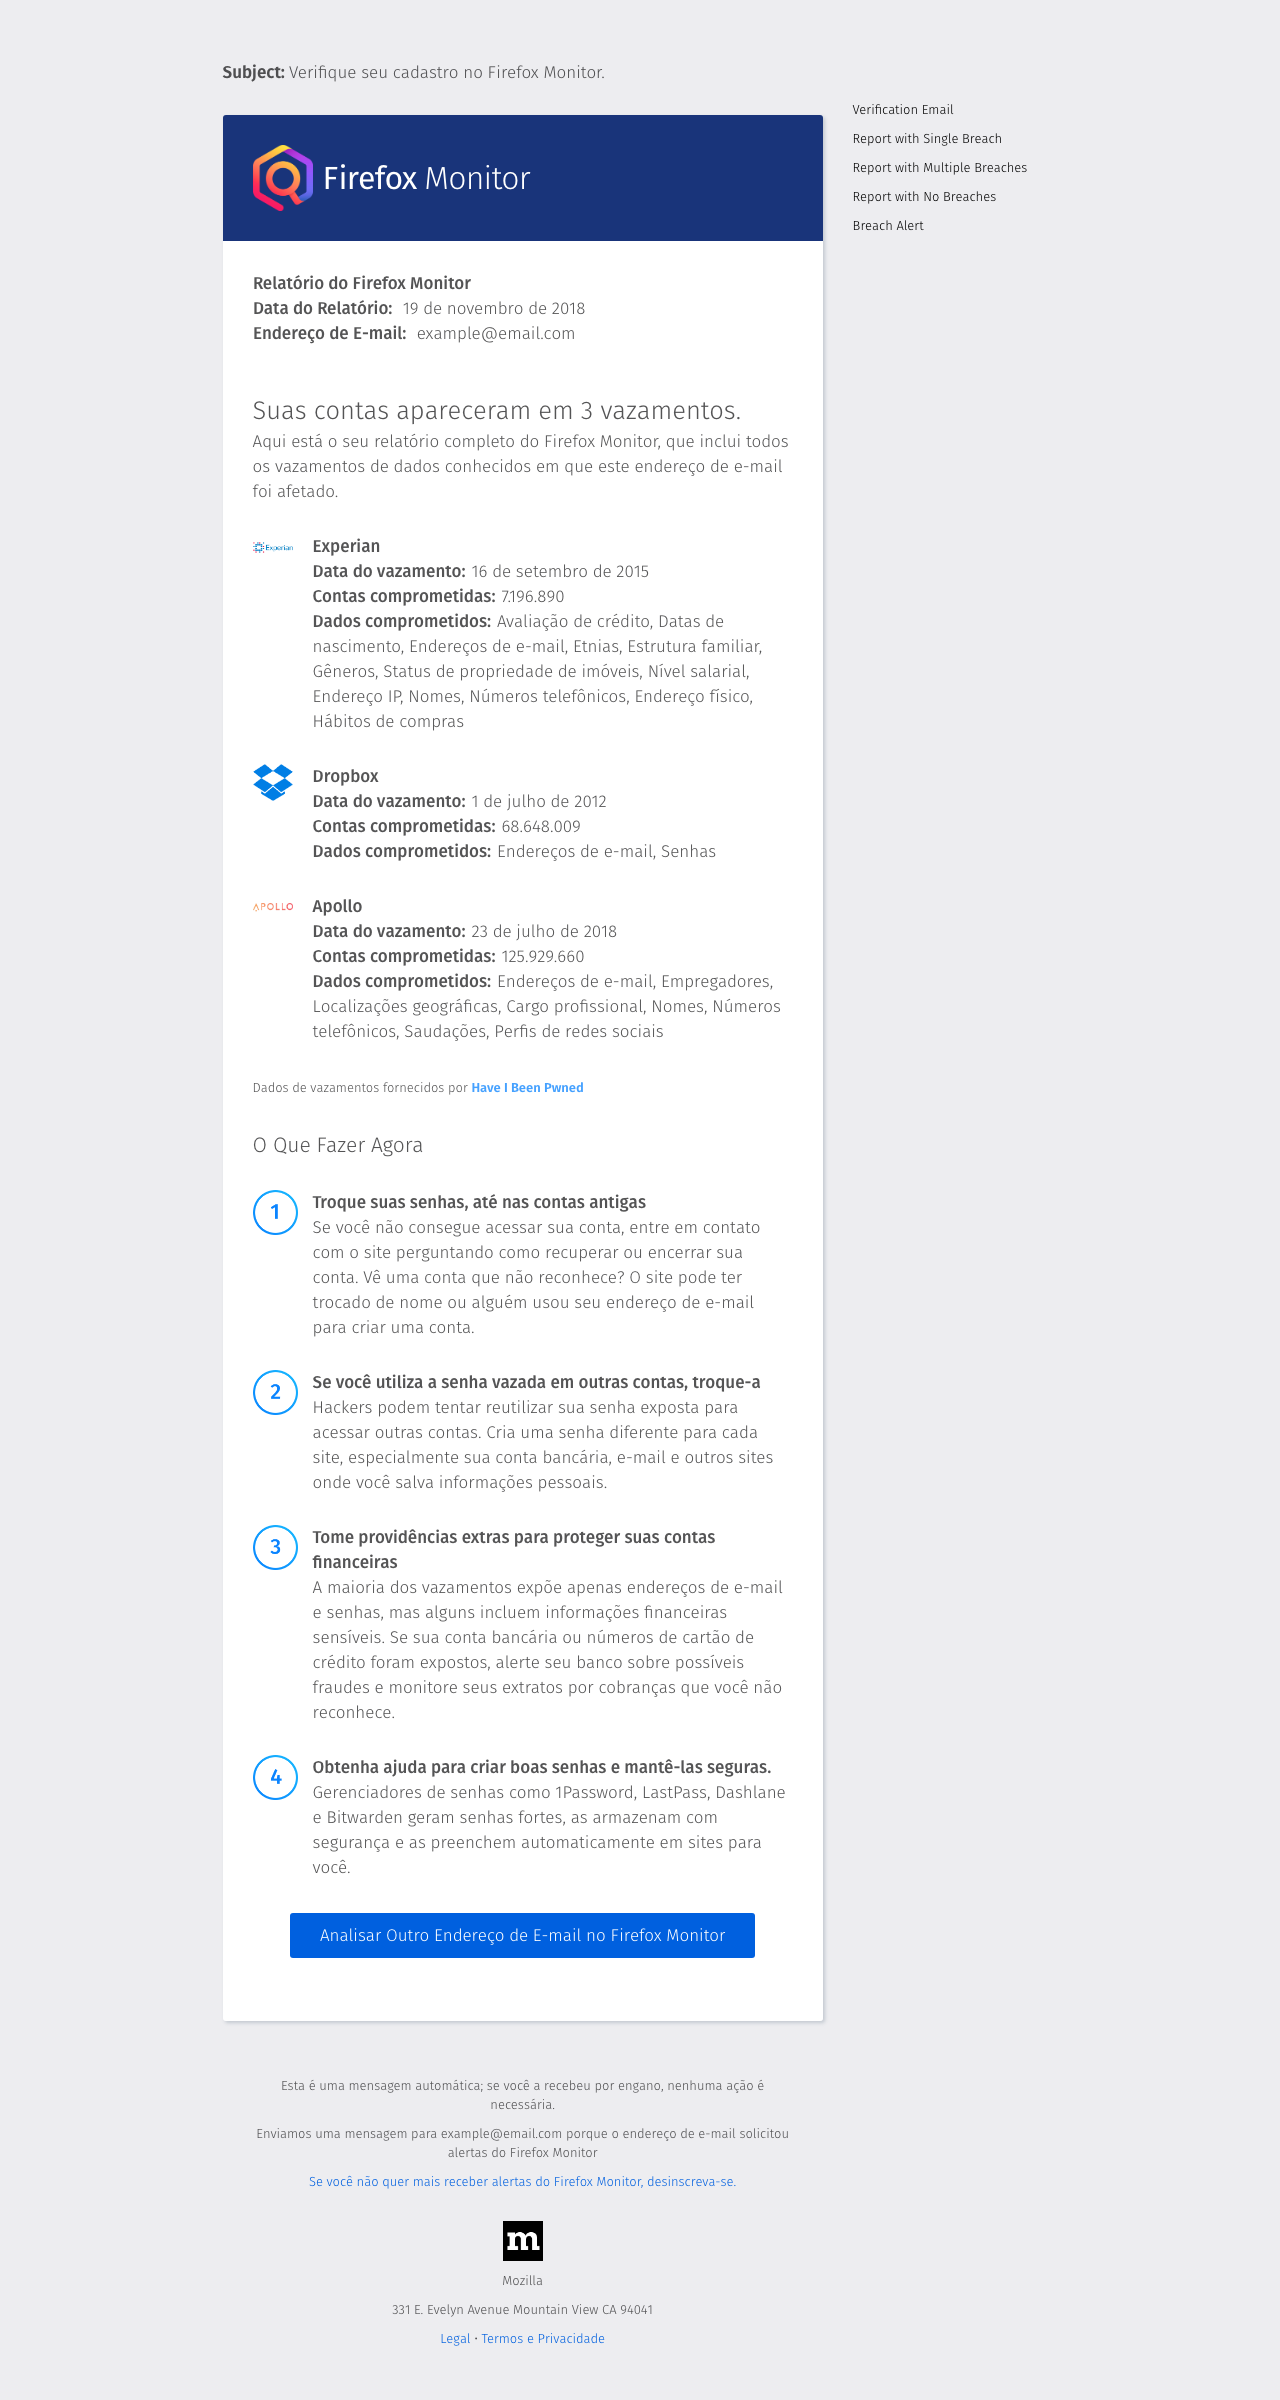 Subject: Verifique seu cadastro no Firefox Monitor.
Verification Email
Report with Single Breach
Report with Multiple Breaches
Report with No Breaches
Breach Alert
Firefox Monitor
Relatório do Firefox Monitor
Data do Relatório: 19 de novembro de 2018
Endereço de E-mail: example@email.com
Suas contas apareceram em 3 vazamentos.
Aqui está o seu relatório completo do Firefox Monitor, que inclui todos
os vazamentos de dados conhecidos em que este endereço de e-mail
foi afetado.
Experian
Experian
Data do vazamento: 16 de setembro de 2015
Contas comprometidas: 7.196.890
Dados comprometidos: Avaliação de crédito, Datas de
nascimento, Endereços de e-mail, Etnias, Estrutura familiar,
Gêneros, Status de propriedade de imóveis, Nível salarial,
Endereço IP, Nomes, Números telefônicos, Endereço físico,
Hábitos de compras
Dropbox
Data do vazamento: 1 de julho de 2012
Contas comprometidas: 68.648.009
Dados comprometidos: Endereços de e-mail, Senhas
APOLLO
Apollo
Data do vazamento: 23 de julho de 2018
Contas comprometidas: 125.929.660
Dados comprometidos: Endereços de e-mail, Empregadores,
Localizações geográficas, Cargo profissional, Nomes, Números
telefônicos, Saudações, Perfis de redes sociais
Dados de vazamentos fornecidos por Have I Been Pwned
O Que Fazer Agora
1
Troque suas senhas, até nas contas antigas
Se você não consegue acessar sua conta, entre em contato
com o site perguntando como recuperar ou encerrar sua
conta. Vê uma conta que não reconhece? O site pode ter
trocado de nome ou alguém usou seu endereço de e-mail
para criar uma conta.
2
Se você utiliza a senha vazada em outras contas, troque-a
Hackers podem tentar reutilizar sua senha exposta para
acessar outras contas. Cria uma senha diferente para cada
site, especialmente sua conta bancária, e-mail e outros sites
onde você salva informações pessoais.
3
Tome providências extras para proteger suas contas
financeiras
A maioria dos vazamentos expõe apenas endereços de e-mail
e senhas, mas alguns incluem informações financeiras
sensíveis. Se sua conta bancária ou números de cartão de
crédito foram expostos, alerte seu banco sobre possíveis
fraudes e monitore seus extratos por cobranças que você não
reconhece.
4
Obtenha ajuda para criar boas senhas e mantê-las seguras.
Gerenciadores de senhas como 1Password, LastPass, Dashlane
e Bitwarden geram senhas fortes, as armazenam com
segurança e as preenchem automaticamente em sites para
você.
Analisar Outro Endereço de E-mail no Firefox Monitor
Esta é uma mensagem automática; se você a recebeu por engano, nenhuma ação é
necessária.
Enviamos uma mensagem para example@email.com porque o endereço de e-mail solicitou
alertas do Firefox Monitor
Se você não quer mais receber alertas do Firefox Monitor, desinscreva-se.
m
Mozilla
331 E. Evelyn Avenue Mountain View CA 94041
Legal • Termos e Privacidade